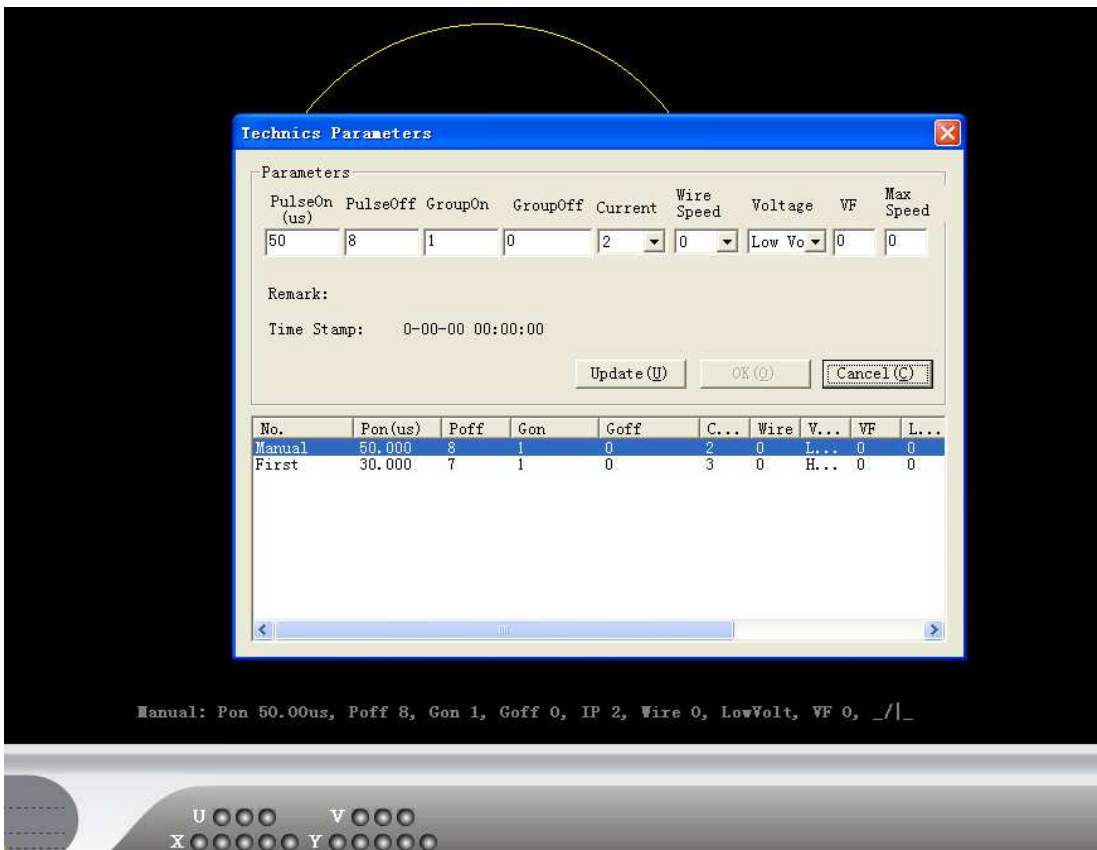 Technics Parameters
Parameters
PulseOn (us) PulseOff GroupOn GroupOff Current Wire Speed Voltage VF Max Speed
50 8 1 0 2 0 Low Vo 0 0
Remark:
Time Stamp: 0-00-00 00:00:00
Update(U) OK(O) Cancel(C)
No. Pon(us) Poff Gon Goff C... Wire V... VF L...
Manual 50.000 8 1 0 2 0 L... 0 0
First 30.000 7 1 0 3 0 H... 0 0
Manual: Pon 50.00us, Poff 8, Gon 1, Goff 0, IP 2, Wire 0, LowVolt, VF 0, _/|_
U V
X Y